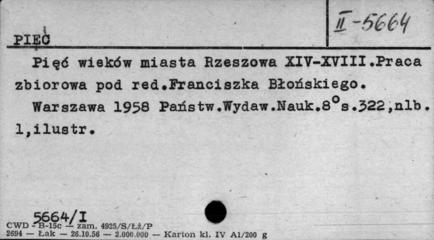 II-5664
PIĘĆ
Pięć wieków miasta Rzeszowa XIV-XVIII.Praca
zbiorowa pod red.Franciszka Błońskiego.
Warszawa 1958 Państw.Wydaw.Nauk.8°s.322,nlb.
1,ilustr.
5664/I
CWD - B-15c — zam. 4925/S/Łż/P
2694 — Łak — 26.10.56 — 2.000.000 — Karton kl. IV A1/200 g